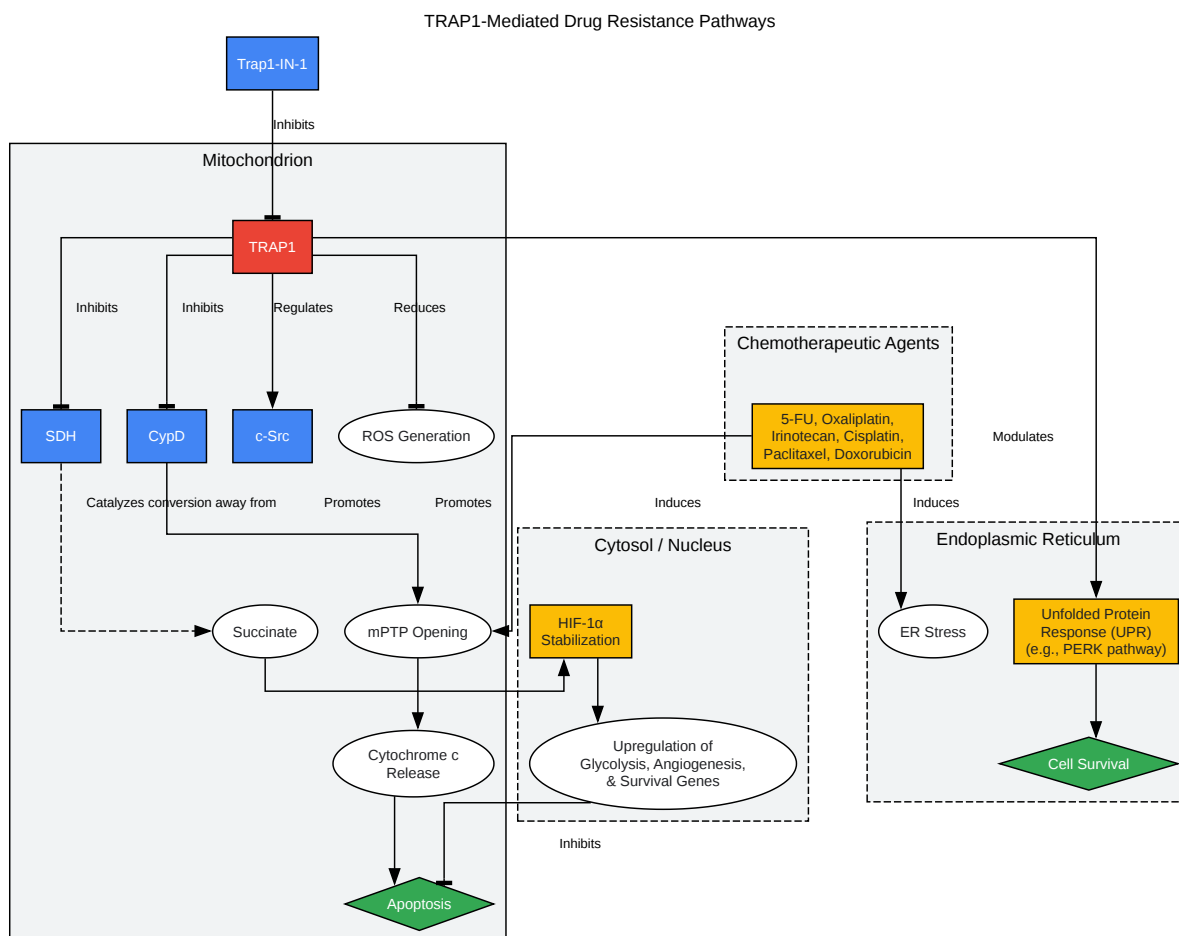 TRAP1-Mediated Drug Resistance Pathways
Trap1-IN-1
Inhibits
Mitochondrion
TRAP1
Inhibits
Inhibits
Regulates
Reduces
Chemotherapeutic Agents
5-FU, Oxaliplatin,
Irinotecan, Cisplatin,
Paclitaxel, Doxorubicin
SDH
CypD
c-Src
ROS Generation
Modulates
Catalyzes conversion away from
Promotes
Promotes
Induces
Induces
Cytosol / Nucleus
Endoplasmic Reticulum
Succinate
mPTP Opening
HIF-1α
Stabilization
ER Stress
Unfolded Protein
Response (UPR)
(e.g., PERK pathway)
Cytochrome c
Release
Upregulation of
Glycolysis, Angiogenesis,
& Survival Genes
Cell Survival
Inhibits
Apoptosis